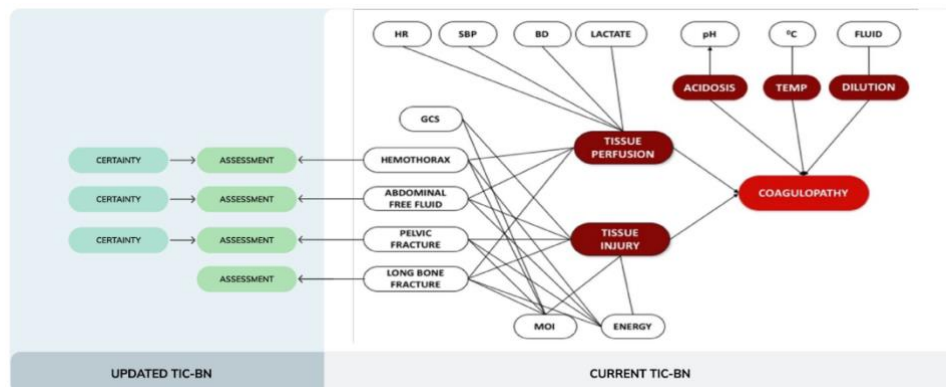 HR SBP BD LACTATE pH °C FLUID
ACIDOSIS TEMP DILUTION
GCS
TISSUE
PERFUSION
CERTAINTY ASSESSMENT HEMOTHORAX
CERTAINTY ASSESSMENT ABDOMINAL
FREE FLUID
COAGULOPATHY
CERTAINTY ASSESSMENT PELVIC
FRACTURE
TISSUE
INJURY
ASSESSMENT LONG BONE
FRACTURE
MOI ENERGY
UPDATED TIC-BN CURRENT TIC-BN